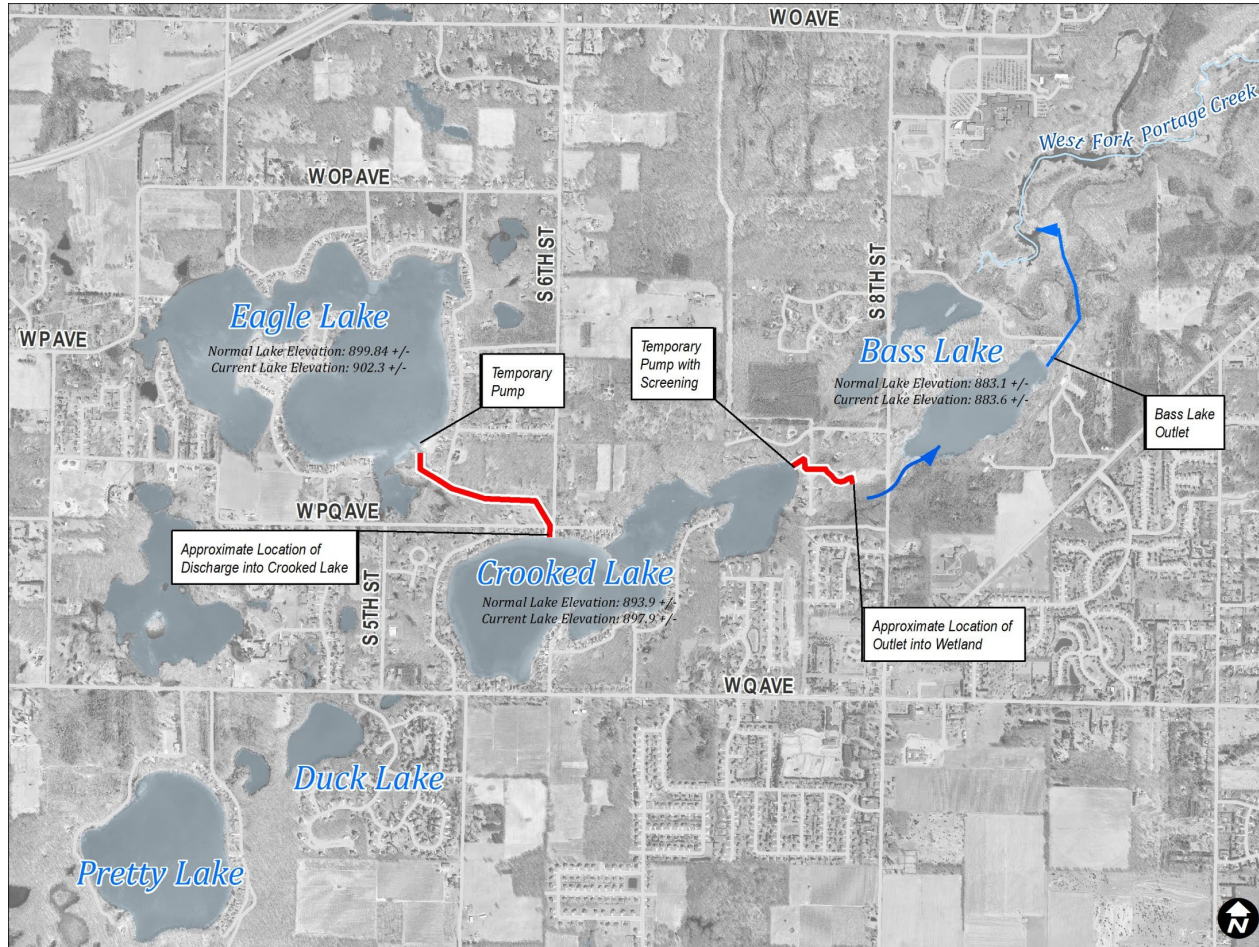 W O AVE
West Fork Portage Creek
W OP AVE
S 6TH ST
S 8TH ST
Eagle Lake
Normal Lake Elevation: 899.84 +/-
Current Lake Elevation: 902.3 +/-
W P AVE
Temporary
Pump
Temporary
Pump with
Screening
Bass Lake
Normal Lake Elevation: 883.1 +/-
Current Lake Elevation: 883.6 +/-
Bass Lake
Outlet
W PQ AVE
Approximate Location of
Discharge into Crooked Lake
S 5TH ST
Crooked Lake
Normal Lake Elevation: 893.9 +/-
Current Lake Elevation: 897.9 +/-
Approximate Location of
Outlet into Wetland
W Q AVE
Duck Lake
Pretty Lake
N